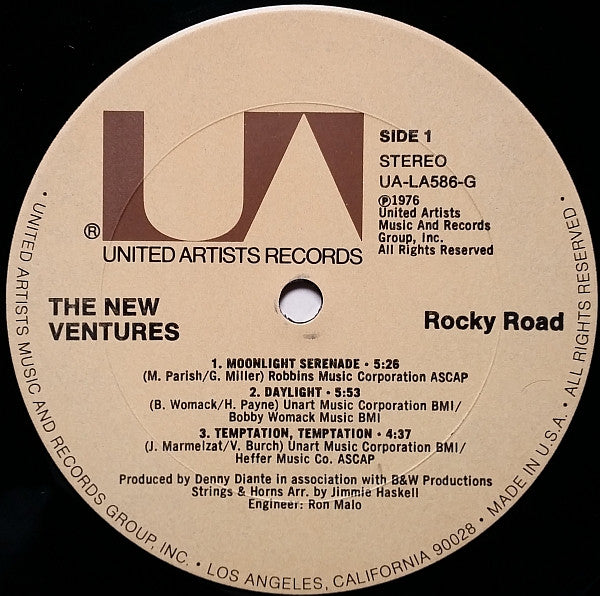 UA
®
UNITED ARTISTS RECORDS
SIDE 1
STEREO
UA-LA586-G
Ⓟ1976
United Artists
Music And Records
Group, Inc.
All Rights Reserved
THE NEW
VENTURES
Rocky Road
1. MOONLIGHT SERENADE • 5:26
(M. Parish/G. Miller) Robbins Music Corporation ASCAP
2. DAYLIGHT • 5:53
(B. Womack/H. Payne) Unart Music Corporation BMI/
Bobby Womack Music BMI
3. TEMPTATION, TEMPTATION • 4:37
(J. Marmelzat/V. Burch) Unart Music Corporation BMI/
Heffer Music Co. ASCAP
Produced by Denny Diante in association with B&W Productions
Strings & Horns Arr. by Jimmie Haskell
Engineer: Ron Malo
• UNITED ARTISTS MUSIC AND RECORDS GROUP, INC. • LOS ANGELES, CALIFORNIA 90028 • MADE IN U.S.A. • ALL RIGHTS RESERVED •